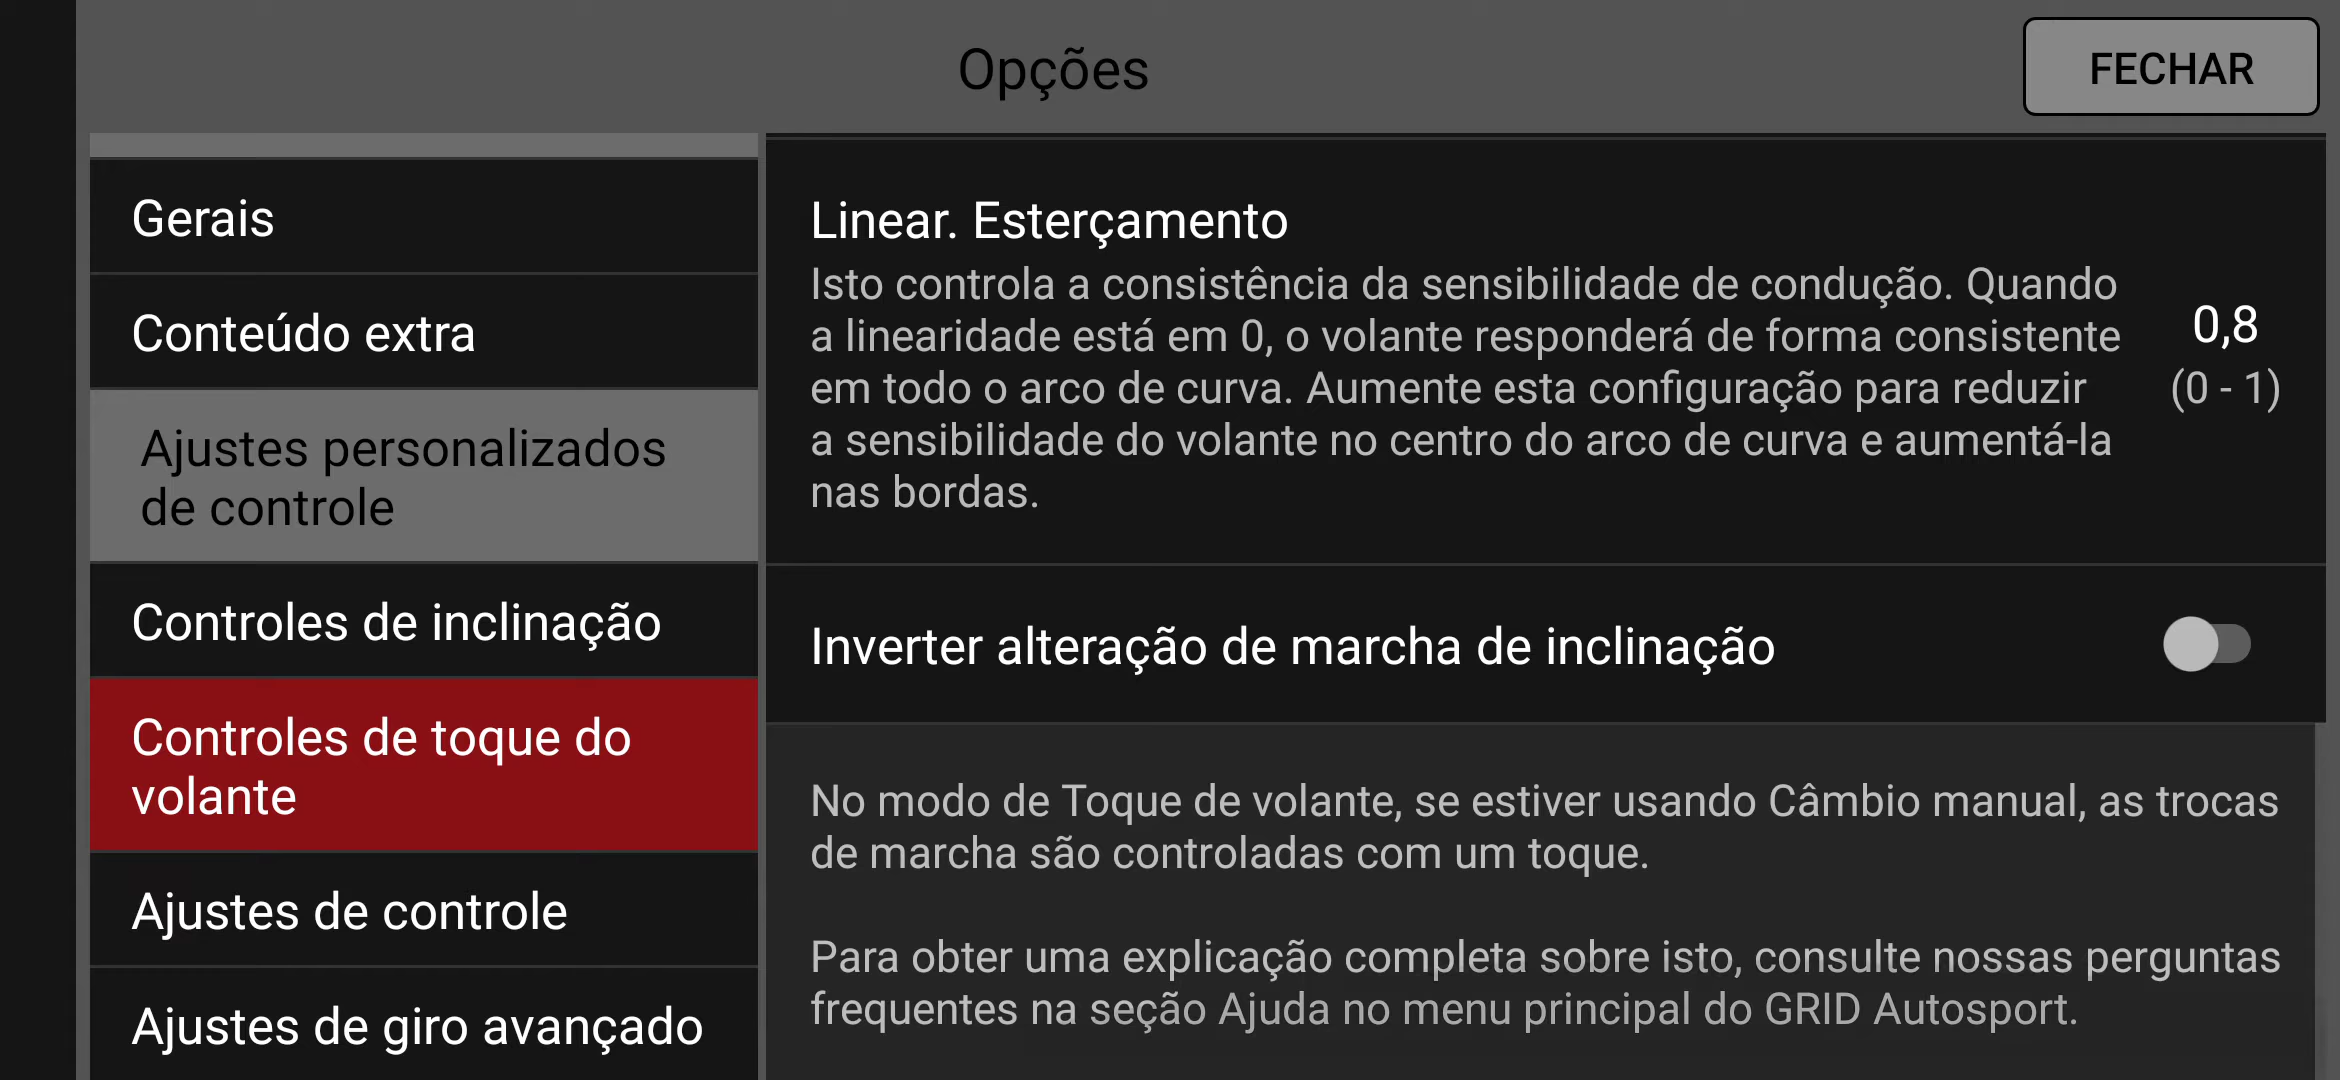 Opções
FECHAR
Gerais
Conteúdo extra
Ajustes personalizados
de controle
Controles de inclinação
Controles de toque do
volante
Ajustes de controle
Ajustes de giro avançado
Linear. Esterçamento
Isto controla a consistência da sensibilidade de condução. Quando
a linearidade está em 0, o volante responderá de forma consistente
em todo o arco de curva. Aumente esta configuração para reduzir
a sensibilidade do volante no centro do arco de curva e aumentá-la
nas bordas.
0,8
(0 - 1)
Inverter alteração de marcha de inclinação
No modo de Toque de volante, se estiver usando Câmbio manual, as trocas
de marcha são controladas com um toque.
Para obter uma explicação completa sobre isto, consulte nossas perguntas
frequentes na seção Ajuda no menu principal do GRID Autosport.